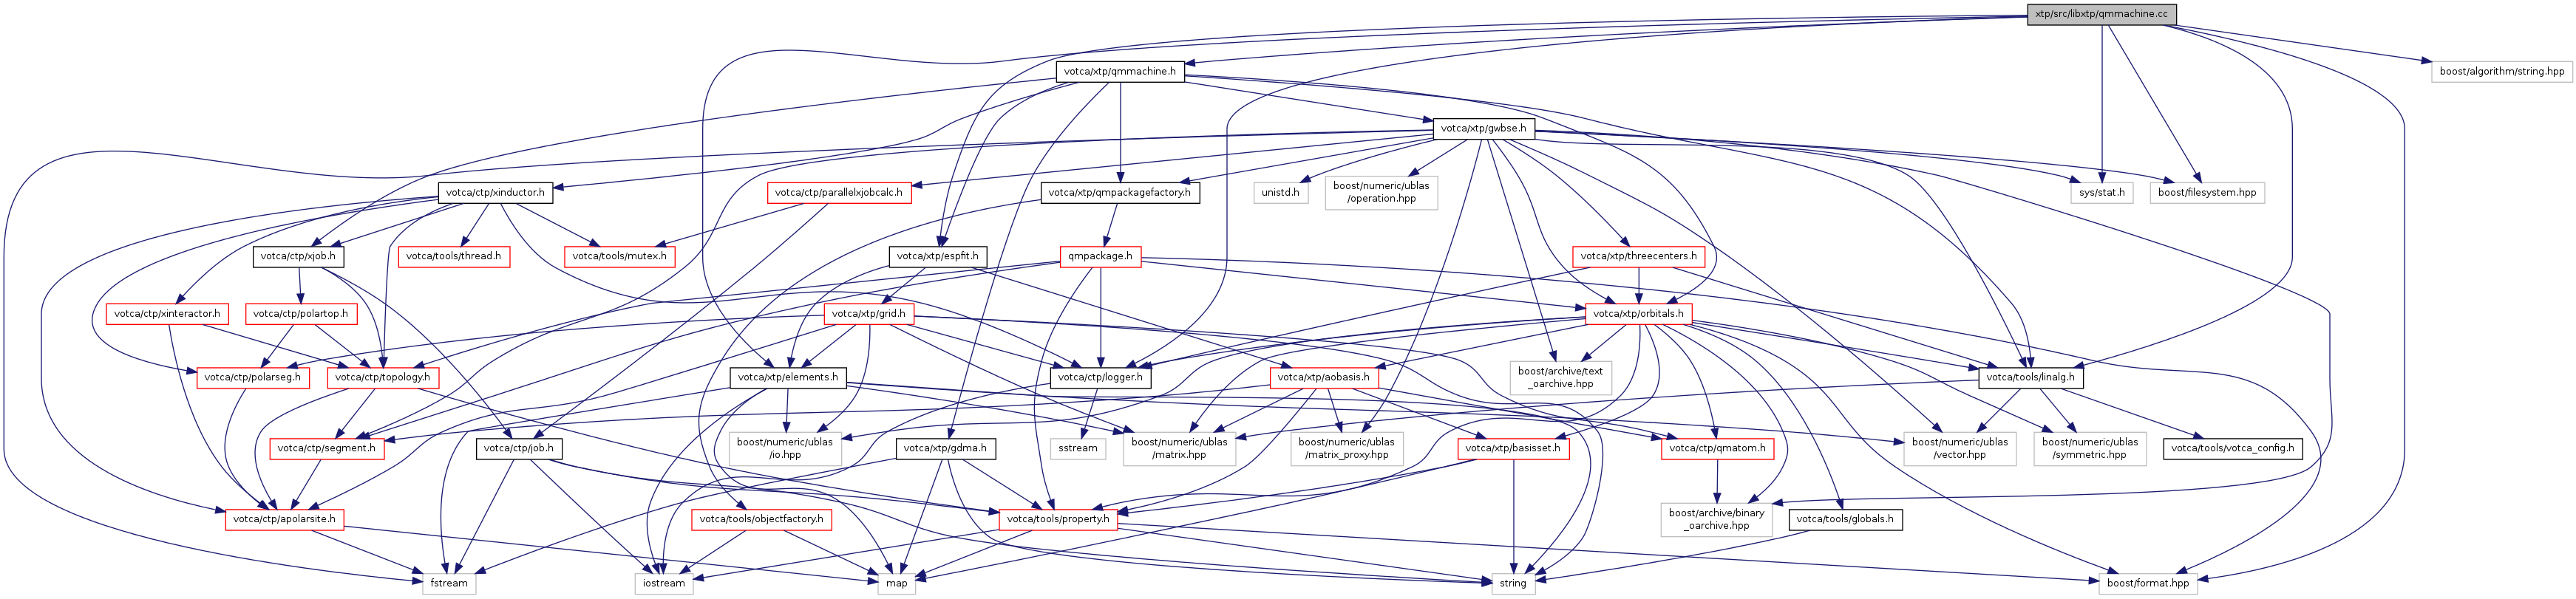 xtp/src/libxtp/qmmachine.cc
votca/xtp/qmmachine.h
boost/algorithm/string.hpp
votca/xtp/gwbse.h
votca/ctp/xinductor.h
votca/ctp/parallelxjobcalc.h
votca/xtp/qmpackagefactory.h
unistd.h
boost/numeric/ublas
/operation.hpp
sys/stat.h
boost/filesystem.hpp
votca/ctp/xjob.h
votca/tools/thread.h
votca/tools/mutex.h
votca/xtp/espfit.h
qmpackage.h
votca/xtp/threecenters.h
votca/ctp/xinteractor.h
votca/ctp/polartop.h
votca/xtp/grid.h
votca/xtp/orbitals.h
votca/ctp/polarseg.h
votca/ctp/topology.h
votca/xtp/elements.h
votca/ctp/logger.h
votca/xtp/aobasis.h
boost/archive/text
_oarchive.hpp
votca/tools/linalg.h
votca/ctp/segment.h
votca/ctp/job.h
boost/numeric/ublas
/io.hpp
votca/xtp/gdma.h
sstream
boost/numeric/ublas
/matrix.hpp
boost/numeric/ublas
/matrix_proxy.hpp
votca/xtp/basisset.h
votca/ctp/qmatom.h
boost/numeric/ublas
/vector.hpp
boost/numeric/ublas
/symmetric.hpp
votca/tools/votca_config.h
votca/ctp/apolarsite.h
votca/tools/objectfactory.h
votca/tools/property.h
boost/archive/binary
_oarchive.hpp
votca/tools/globals.h
fstream
iostream
map
string
boost/format.hpp